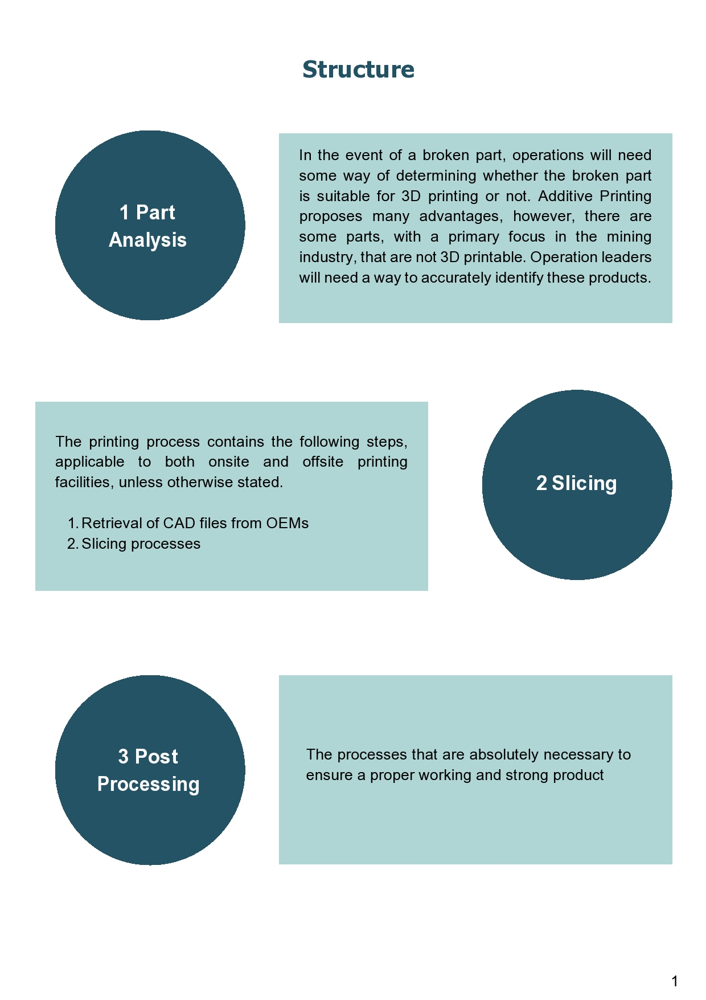 Structure
1 Part
Analysis
In the event of a broken part, operations will need
some way of determining whether the broken part
is suitable for 3D printing or not. Additive Printing
proposes many advantages, however, there are
some parts, with a primary focus in the mining
industry, that are not 3D printable. Operation leaders
will need a way to accurately identify these products.
The printing process contains the following steps,
applicable to both onsite and offsite printing
facilities, unless otherwise stated.
1. Retrieval of CAD files from OEMs
2. Slicing processes
2 Slicing
3 Post
Processing
The processes that are absolutely necessary to
ensure a proper working and strong product
1